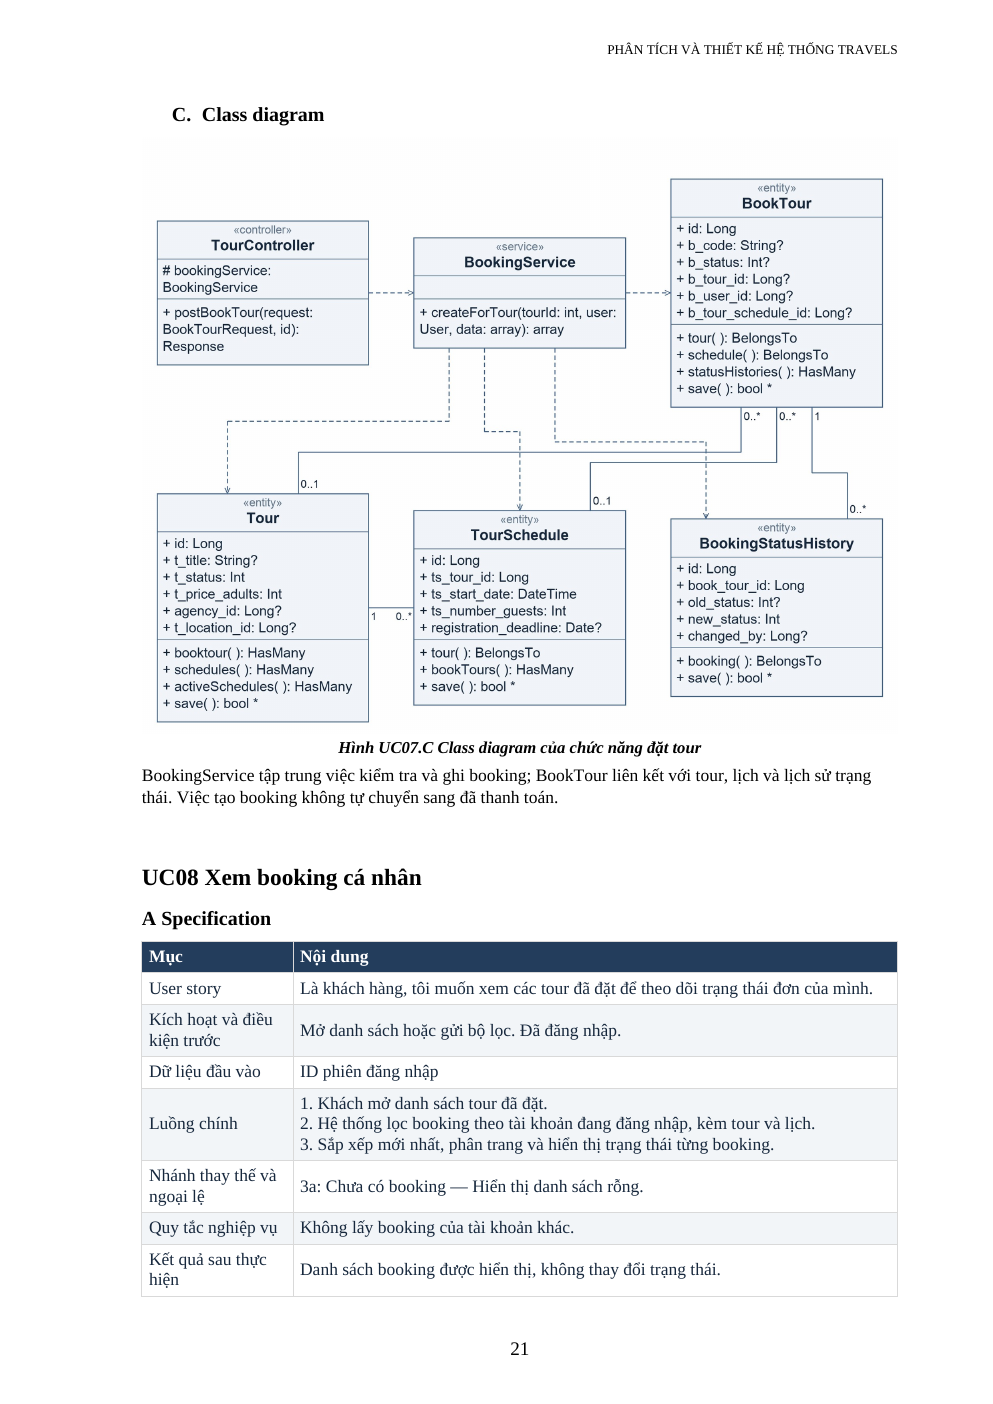 PHÂN TÍCH VÀ THIẾT KẾ HỆ THỐNG TRAVELS
C. Class diagram
«controller»
TourController
# bookingService:
BookingService
+ postBookTour(request:
BookTourRequest, id):
Response
«service»
BookingService
+ createForTour(tourId: int, user:
User, data: array): array
«entity»
BookTour
+ id: Long
+ b_code: String?
+ b_status: Int?
+ b_tour_id: Long?
+ b_user_id: Long?
+ b_tour_schedule_id: Long?
+ tour( ): BelongsTo
+ schedule( ): BelongsTo
+ statusHistories( ): HasMany
+ save( ): bool *
0..*
0..*
1
0..1
0..1
0..*
«entity»
Tour
+ id: Long
+ t_title: String?
+ t_status: Int
+ t_price_adults: Int
+ agency_id: Long?
+ t_location_id: Long?
+ booktour( ): HasMany
+ schedules( ): HasMany
+ activeSchedules( ): HasMany
+ save( ): bool *
1
0..*
«entity»
TourSchedule
+ id: Long
+ ts_tour_id: Long
+ ts_start_date: DateTime
+ ts_number_guests: Int
+ registration_deadline: Date?
+ tour( ): BelongsTo
+ bookTours( ): HasMany
+ save( ): bool *
«entity»
BookingStatusHistory
+ id: Long
+ book_tour_id: Long
+ old_status: Int?
+ new_status: Int
+ changed_by: Long?
+ booking( ): BelongsTo
+ save( ): bool *
Hình UC07.C Class diagram của chức năng đặt tour
BookingService tập trung việc kiểm tra và ghi booking; BookTour liên kết với tour, lịch và lịch sử trạng
thái. Việc tạo booking không tự chuyển sang đã thanh toán.
UC08 Xem booking cá nhân
A Specification
Mục
Nội dung
User story
Là khách hàng, tôi muốn xem các tour đã đặt để theo dõi trạng thái đơn của mình.
Kích hoạt và điều
kiện trước
Mở danh sách hoặc gửi bộ lọc. Đã đăng nhập.
Dữ liệu đầu vào
ID phiên đăng nhập
Luồng chính
1. Khách mở danh sách tour đã đặt.
2. Hệ thống lọc booking theo tài khoản đang đăng nhập, kèm tour và lịch.
3. Sắp xếp mới nhất, phân trang và hiển thị trạng thái từng booking.
Nhánh thay thế và
ngoại lệ
3a: Chưa có booking — Hiển thị danh sách rỗng.
Quy tắc nghiệp vụ
Không lấy booking của tài khoản khác.
Kết quả sau thực
hiện
Danh sách booking được hiển thị, không thay đổi trạng thái.
21